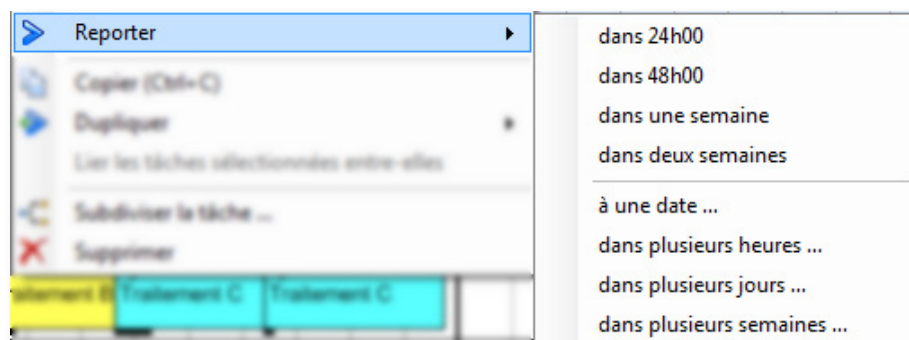 Reporter
Copier (Ctrl+C)
Dupliquer
Lier les tâches sélectionnées entre-elles
Subdiviser la tâche ...
Supprimer
Traitement C
Traitement C
dans 24h00
dans 48h00
dans une semaine
dans deux semaines
à une date ...
dans plusieurs heures ...
dans plusieurs jours ...
dans plusieurs semaines ...